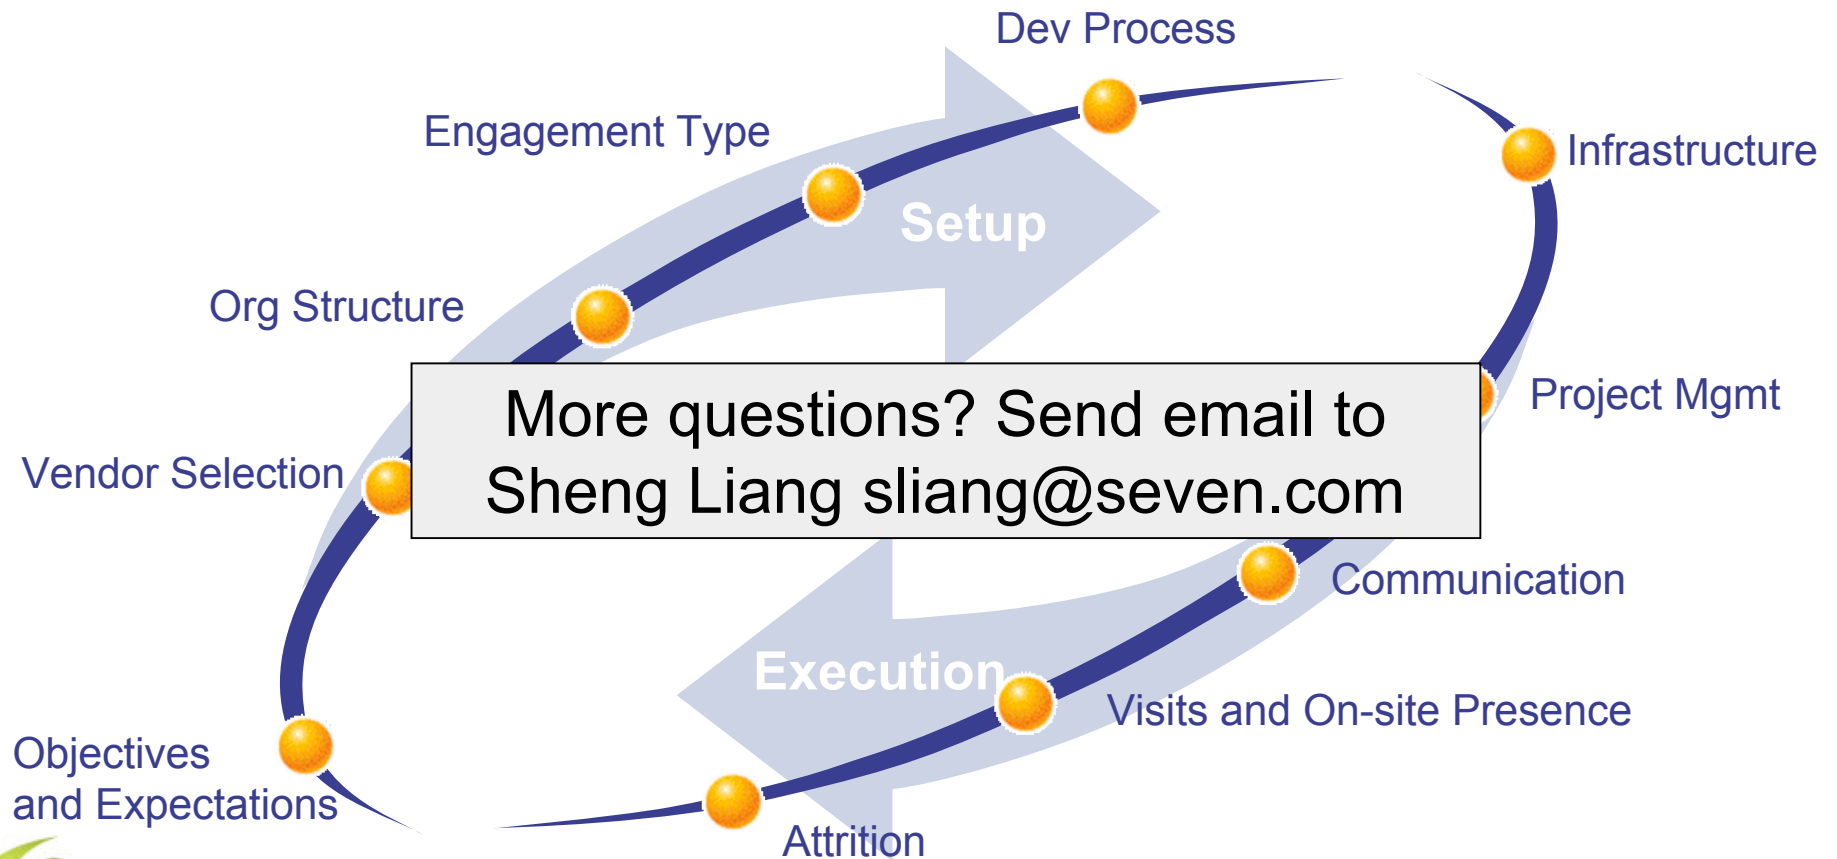 Dev Process
Engagement Type
Infrastructure
Setup
Org Structure
More questions? Send email to
Sheng Liang sliang@seven.com
Project Mgmt
Vendor Selection
Communication
Execution
Visits and On-site Presence
Objectives
and Expectations
Attrition